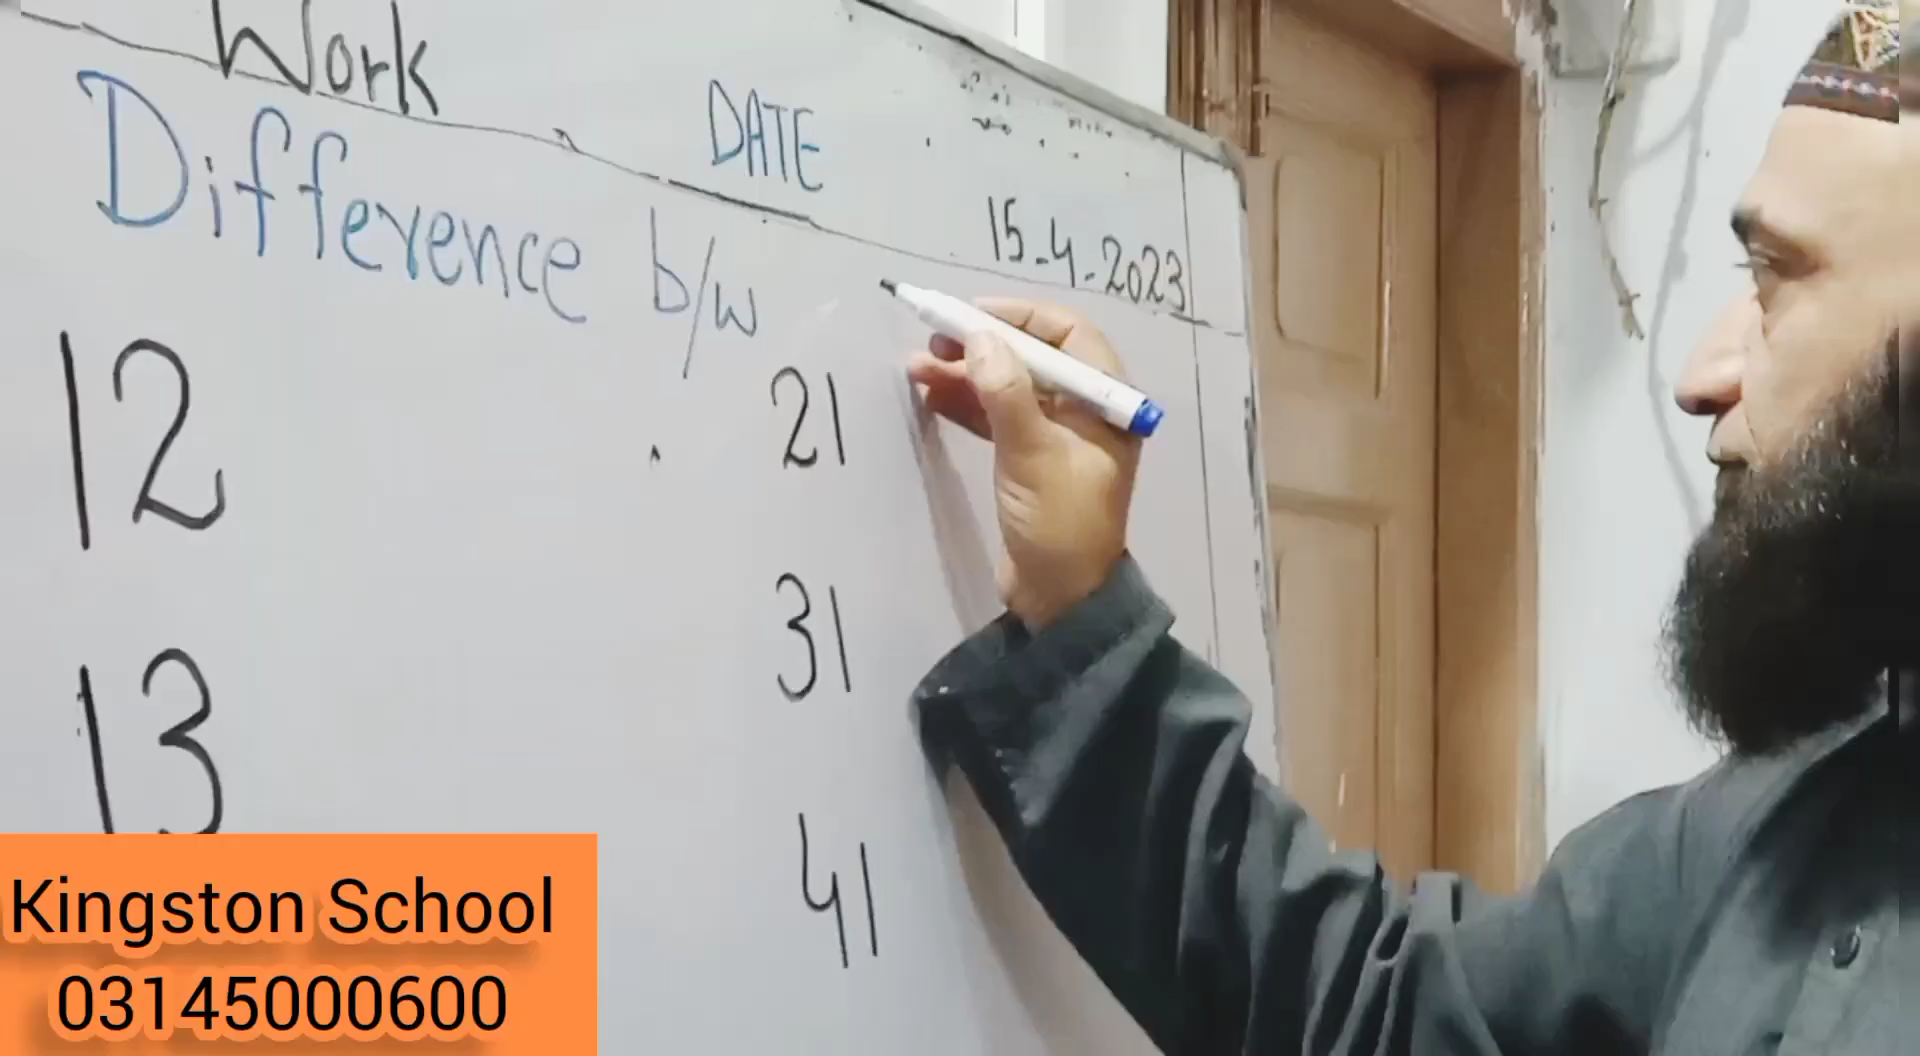 Work
DATE
15-4-2023
Difference b/w
12 21
31
13
41
Kingston School
03145000600